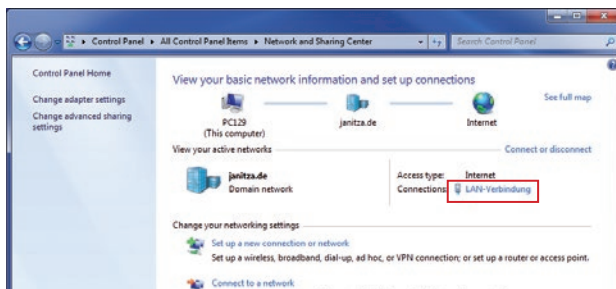 Control Panel ▸ All Control Panel Items ▸ Network and Sharing Center
Search Control Panel
Control Panel Home
Change adapter settings
Change advanced sharing
settings
View your basic network information and set up connections
See full map
PC129
(This computer)
janitza.de
Internet
View your active networks
Connect or disconnect
janitza.de
Domain network
Access type: Internet
Connections: LAN-Verbindung
Change your networking settings
Set up a new connection or network
Set up a wireless, broadband, dial-up, ad hoc, or VPN connection; or set up a router or access point.
Connect to a network